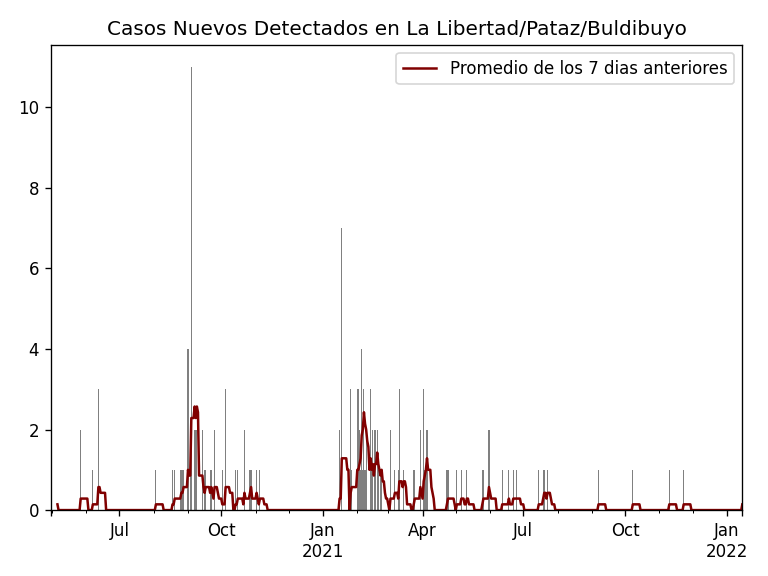 Casos Nuevos Detectados en La Libertad/Pataz/Buldibuyo
Promedio de los 7 dias anteriores
10
8
6
4
2
0
Jul Oct Jan Apr Jul Oct Jan
2021 2022